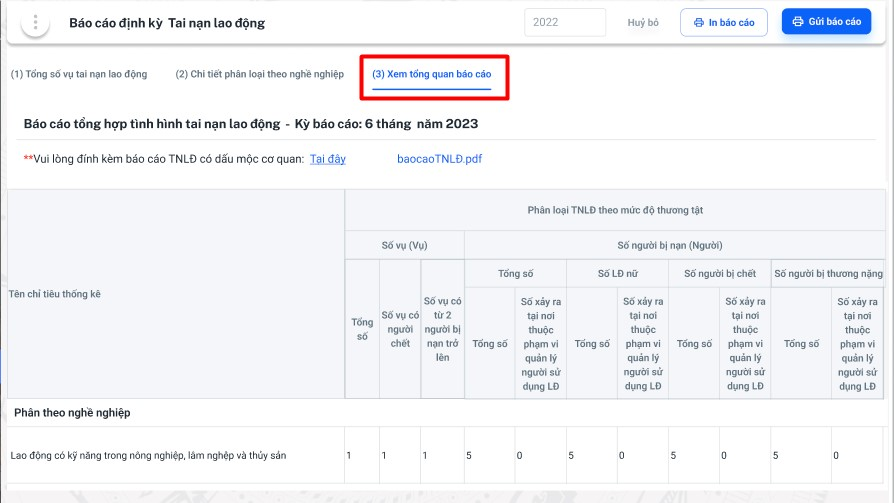 Báo cáo định kỳ Tai nạn lao động
2022
Huỷ bỏ
In báo cáo
Gửi báo cáo
(1) Tổng số vụ tai nạn lao động
(2) Chi tiết phân loại theo nghề nghiệp
(3) Xem tổng quan báo cáo
Báo cáo tổng hợp tình hình tai nạn lao động - Kỳ báo cáo: 6 tháng năm 2023
**Vui lòng đính kèm báo cáo TNLĐ có dấu mộc cơ quan: Tại đây
baocaoTNLĐ.pdf
Tên chỉ tiêu thống kê
Phân loại TNLĐ theo mức độ thương tật
Số vụ (Vụ)
Số người bị nạn (Người)
Tổng số
Số LĐ nữ
Số người bị chết
Số người bị thương nặng
Tổng
số
Số vụ có
người
chết
Số vụ có
từ 2
người bị
nạn trở
lên
Tổng số
Số xảy ra
tại nơi
thuộc
phạm vi
quản lý
người sử
dụng LĐ
Tổng số
Số xảy ra
tại nơi
thuộc
phạm vi
quản lý
người sử
dụng LĐ
Tổng số
Số xảy ra
tại nơi
thuộc
phạm vi
quản lý
người sử
dụng LĐ
Tổng số
Số xảy ra
tại nơi
thuộc
phạm vi
quản lý
người sử
dụng LĐ
Phân theo nghề nghiệp
Lao động có kỹ năng trong nông nghiệp, lâm nghệp và thủy sản 1 1 1 5 0 5 0 5 0 5 0